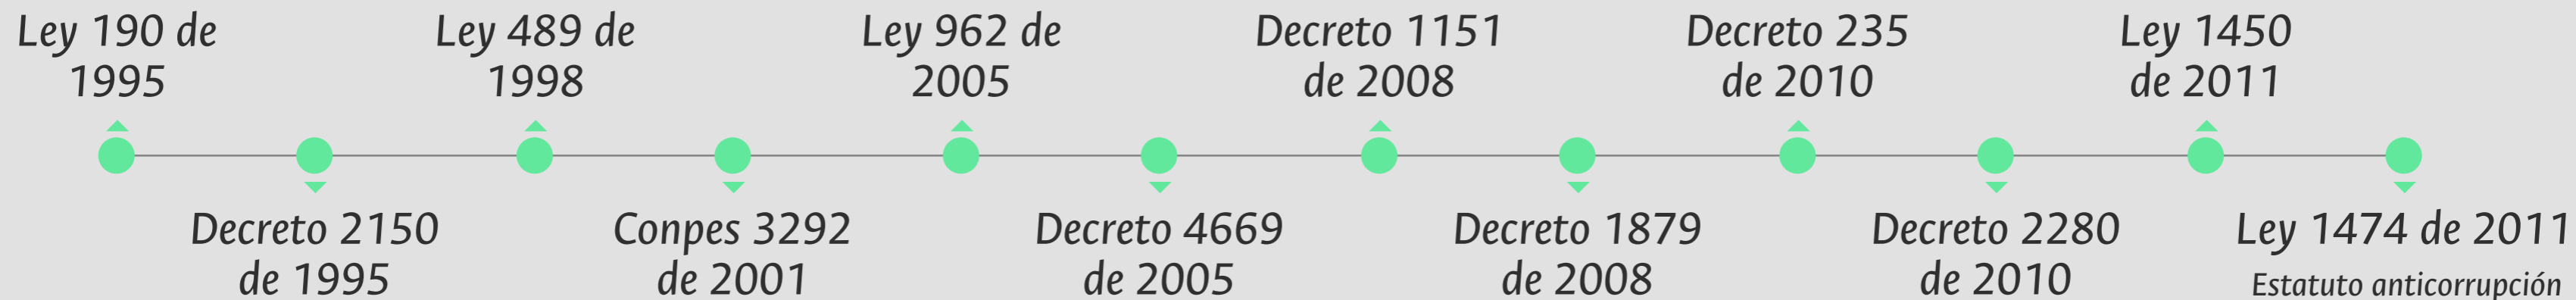 Ley 190 de
1995
Decreto 2150
de 1995
Ley 489 de
1998
Conpes 3292
de 2001
Ley 962 de
2005
Decreto 4669
de 2005
Decreto 1151
de 2008
Decreto 1879
de 2008
Decreto 235
de 2010
Decreto 2280
de 2010
Ley 1450
de 2011
Ley 1474 de 2011
Estatuto anticorrupción